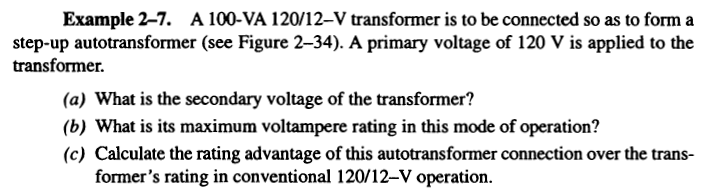 Example 2–7. A 100-VA 120/12–V transformer is to be connected so as to form a
step-up autotransformer (see Figure 2–34). A primary voltage of 120 V is applied to the
transformer.
(a) What is the secondary voltage of the transformer?
(b) What is its maximum voltampere rating in this mode of operation?
(c) Calculate the rating advantage of this autotransformer connection over the trans-
former's rating in conventional 120/12–V operation.